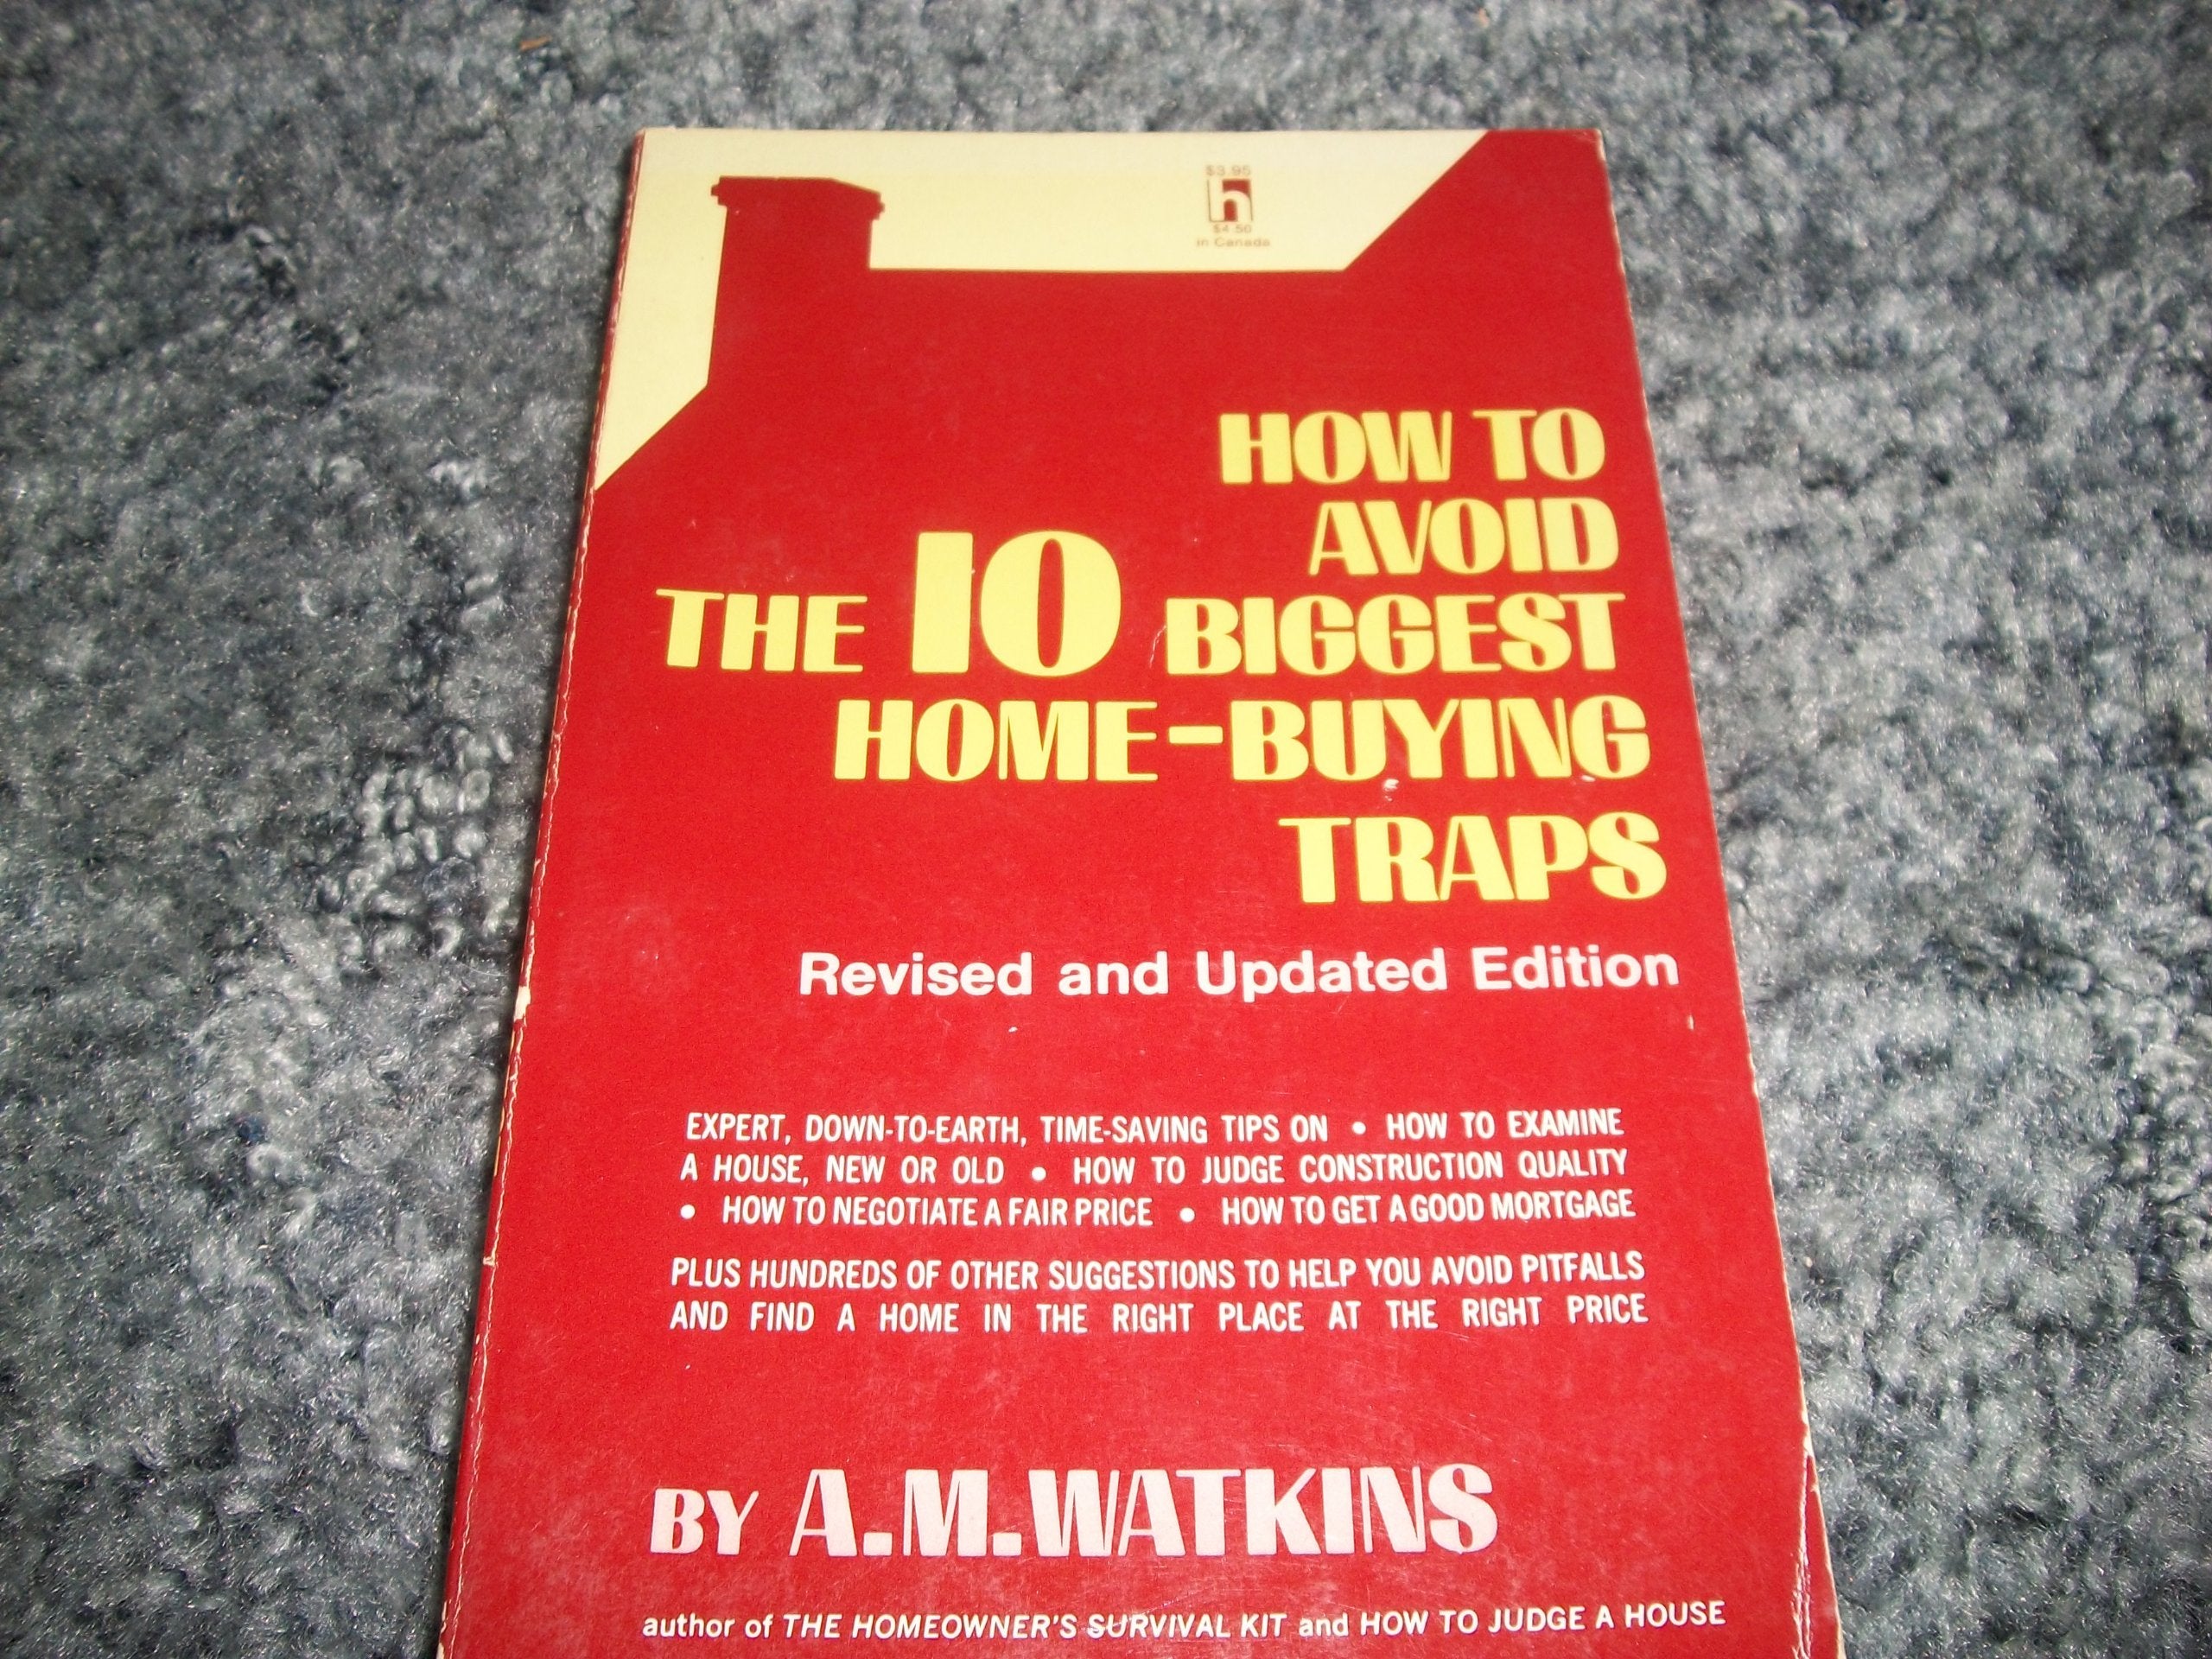 $3.95
h
$4.50
in Canada
HOW TO
AVOID
THE 10 BIGGEST
HOME-BUYING
TRAPS
Revised and Updated Edition
EXPERT, DOWN-TO-EARTH, TIME-SAVING TIPS ON • HOW TO EXAMINE
A HOUSE, NEW OR OLD • HOW TO JUDGE CONSTRUCTION QUALITY
• HOW TO NEGOTIATE A FAIR PRICE • HOW TO GET A GOOD MORTGAGE
PLUS HUNDREDS OF OTHER SUGGESTIONS TO HELP YOU AVOID PITFALLS
AND FIND A HOME IN THE RIGHT PLACE AT THE RIGHT PRICE
BY A.M.WATKINS
author of THE HOMEOWNER'S SURVIVAL KIT and HOW TO JUDGE A HOUSE